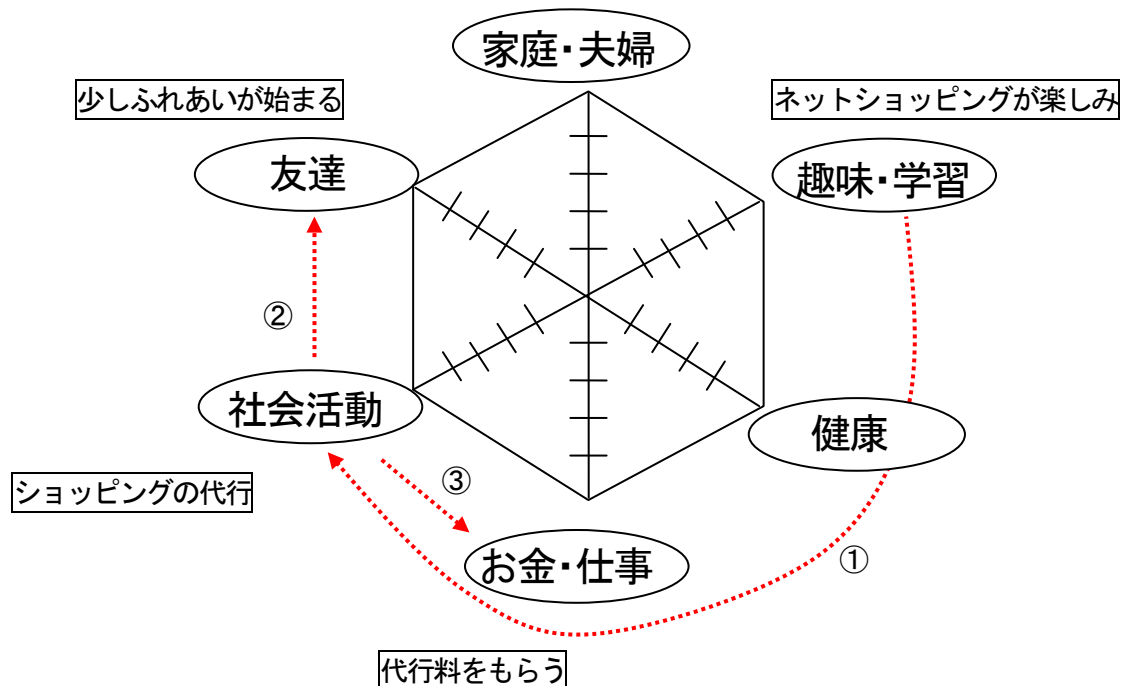 家庭・夫婦
少しふれあいが始まる
ネットショッピングが楽しみ
友達
趣味・学習
②
社会活動
健康
ショッピングの代行
③
お金・仕事
①
代行料をもらう